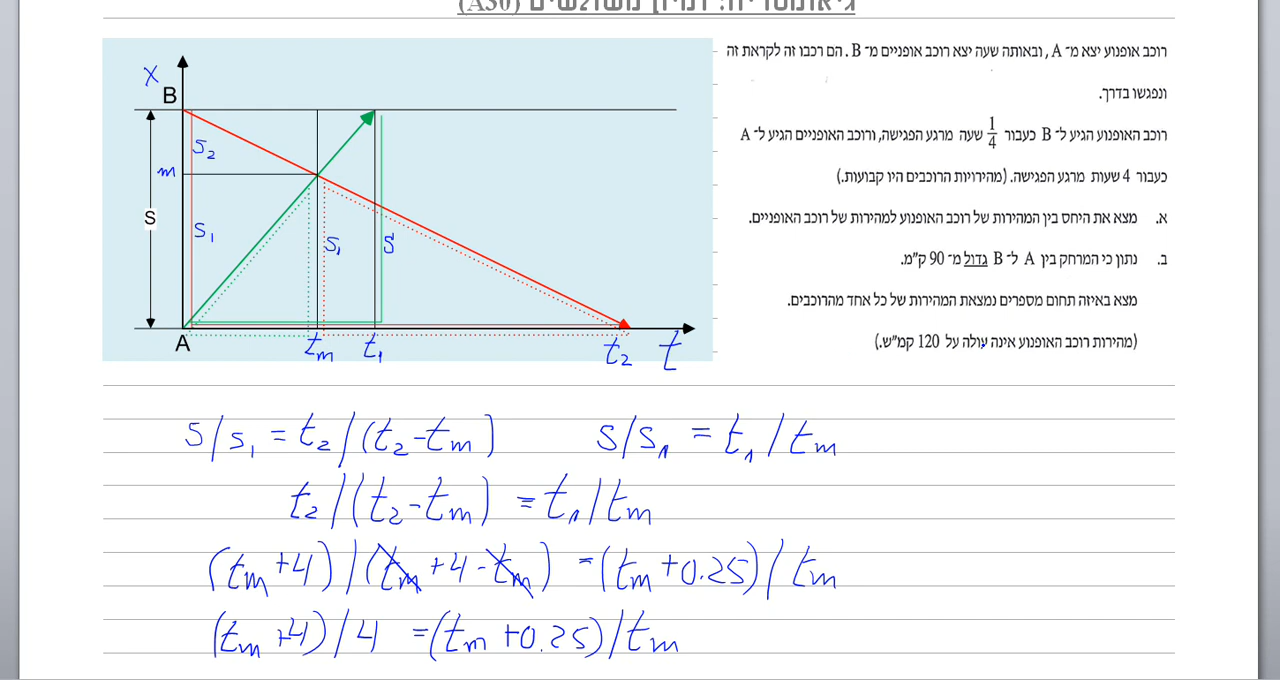 גיאומטריה: דמיון משולשים (A30)
רוכב אופנוע יצא מ־ A , ובאותה שעה יצא רוכב אופניים מ־ B. הם רכבו זה לקראת זה
ונפגשו בדרך.
רוכב האופנוע הגיע ל־ B כעבור 1/4 שעה מרגע הפגישה, ורוכב האופניים הגיע ל־ A
כעבור 4 שעות מרגע הפגישה. (מהירויות הרוכבים היו קבועות.)
א. מצא את היחס בין המהירות של רוכב האופנוע למהירות של רוכב האופניים.
ב. נתון כי המרחק בין A ל־ B גדול מ־ 90 ק"מ.
מצא באיזה תחום מספרים נמצאת המהירות של כל אחד מהרוכבים.
(מהירות רוכב האופנוע אינה עולה על 120 קמ"ש.)
x
B
S₂
m
S
S₁
S₁
S
A
tm
t₁
t₂
t
S/S₁ = t₂/(t₂-tm)
S/S₁ = t₁/tm
t₂/(t₂-tm) = t₁/tm
(tm+4)/(tm+4-tm) = (tm+0.25)/tm
(tm+4)/4 = (tm+0.25)/tm